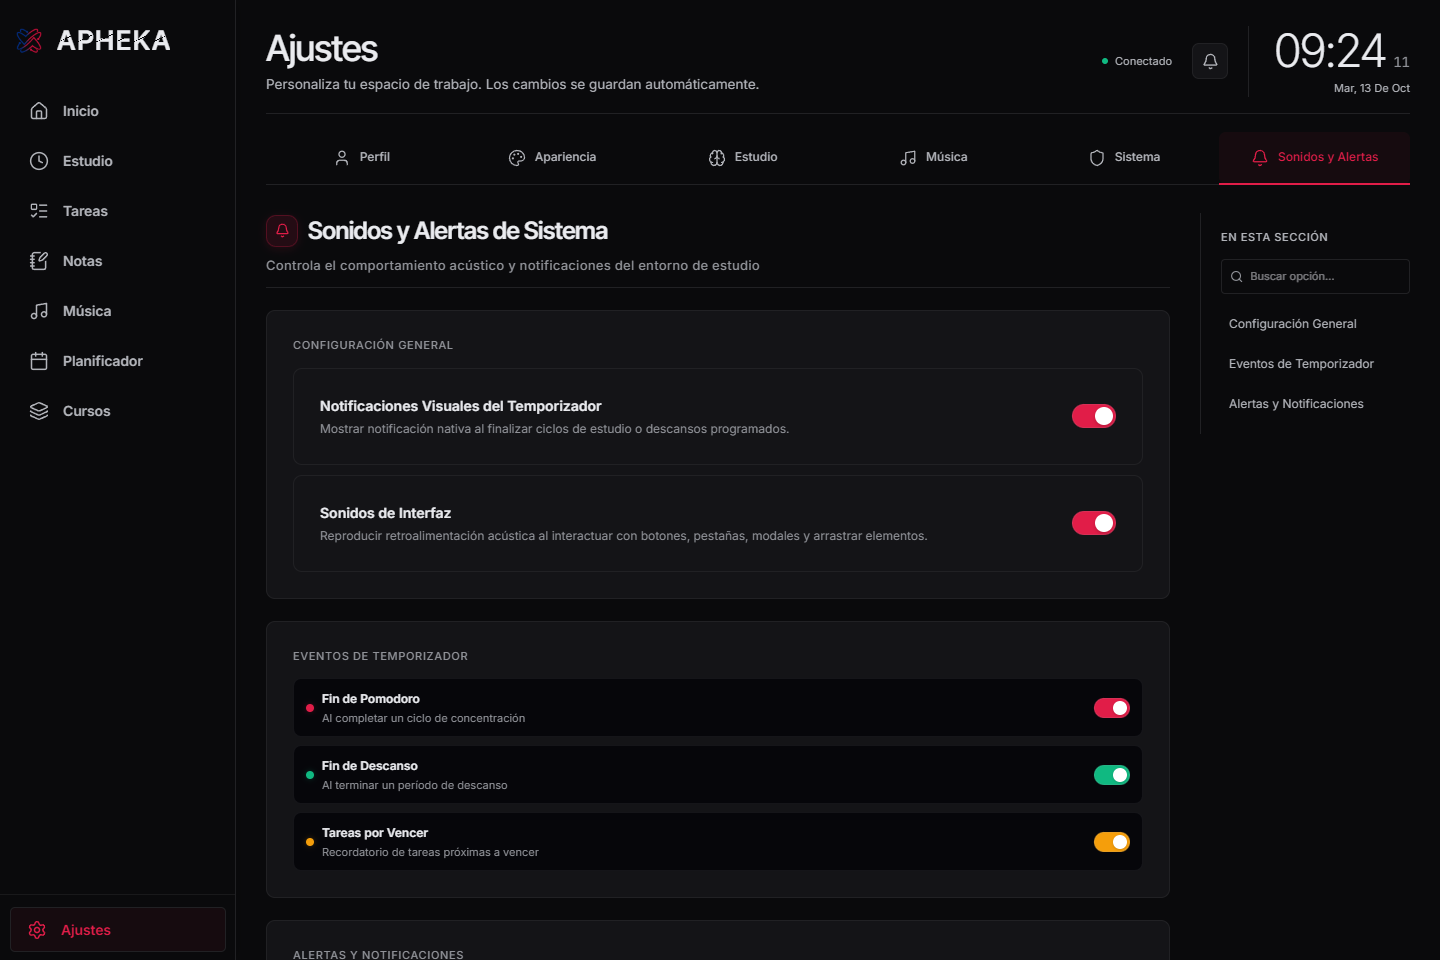 APHEKA
Inicio
Estudio
Tareas
Notas
Música
Planificador
Cursos
Ajustes
Ajustes
Personaliza tu espacio de trabajo. Los cambios se guardan automáticamente.
Conectado
09:24 11
Mar, 13 De Oct
Perfil
Apariencia
Estudio
Música
Sistema
Sonidos y Alertas
Sonidos y Alertas de Sistema
Controla el comportamiento acústico y notificaciones del entorno de estudio
CONFIGURACIÓN GENERAL
Notificaciones Visuales del Temporizador
Mostrar notificación nativa al finalizar ciclos de estudio o descansos programados.
Sonidos de Interfaz
Reproducir retroalimentación acústica al interactuar con botones, pestañas, modales y arrastrar elementos.
EVENTOS DE TEMPORIZADOR
Fin de Pomodoro
Al completar un ciclo de concentración
Fin de Descanso
Al terminar un período de descanso
Tareas por Vencer
Recordatorio de tareas próximas a vencer
ALERTAS Y NOTIFICACIONES
EN ESTA SECCIÓN
Buscar opción...
Configuración General
Eventos de Temporizador
Alertas y Notificaciones